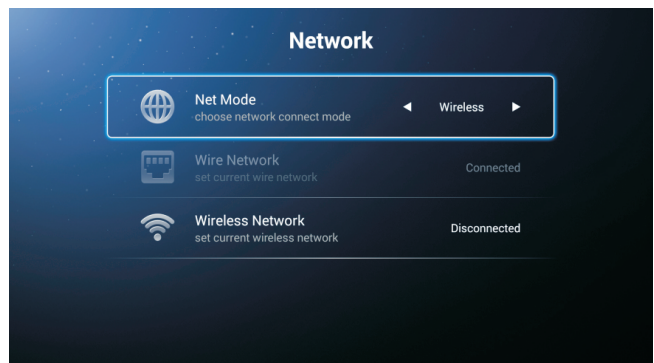 Network
Net Mode
choose network connect mode
Wireless
Wire Network
set current wire network
Connected
Wireless Network
set current wireless network
Disconnected